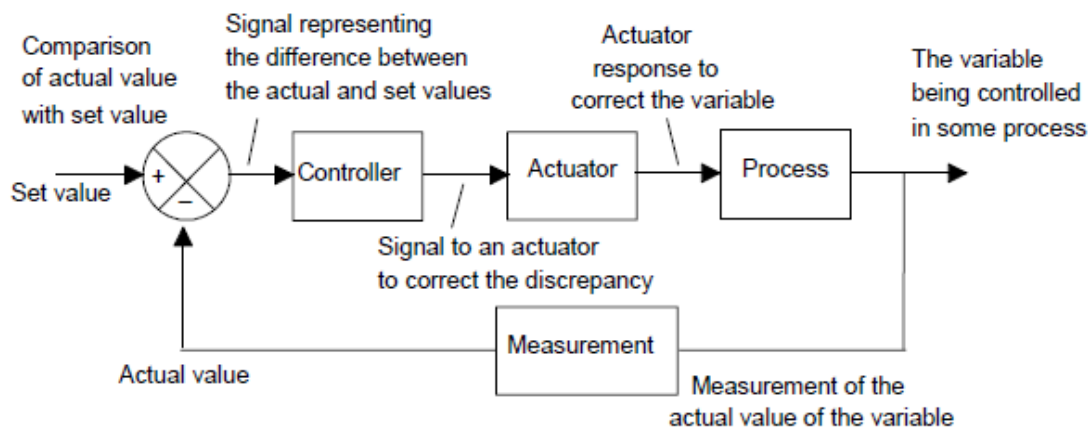 Comparison
of actual value
with set value
Signal representing
the difference between
the actual and set values
Actuator
response to
correct the variable
The variable
being controlled
in some process
Set value
+
−
Controller
Actuator
Process
Signal to an actuator
to correct the discrepancy
Measurement
Actual value
Measurement of the
actual value of the variable